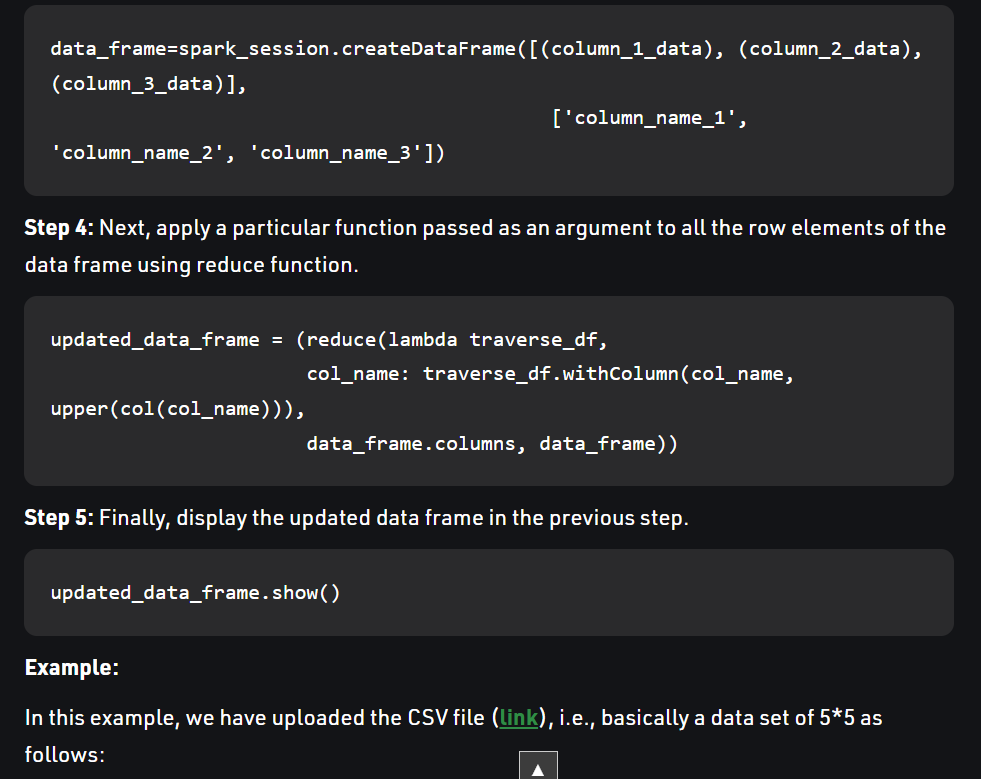 data_frame=spark_session.createDataFrame([(column_1_data), (column_2_data),
(column_3_data)],
['column_name_1',
'column_name_2', 'column_name_3'])
Step 4: Next, apply a particular function passed as an argument to all the row elements of the
data frame using reduce function.
updated_data_frame = (reduce(lambda traverse_df,
col_name: traverse_df.withColumn(col_name,
upper(col(col_name))),
data_frame.columns, data_frame))
Step 5: Finally, display the updated data frame in the previous step.
updated_data_frame.show()
Example:
In this example, we have uploaded the CSV file (link), i.e., basically a data set of 5*5 as
follows: